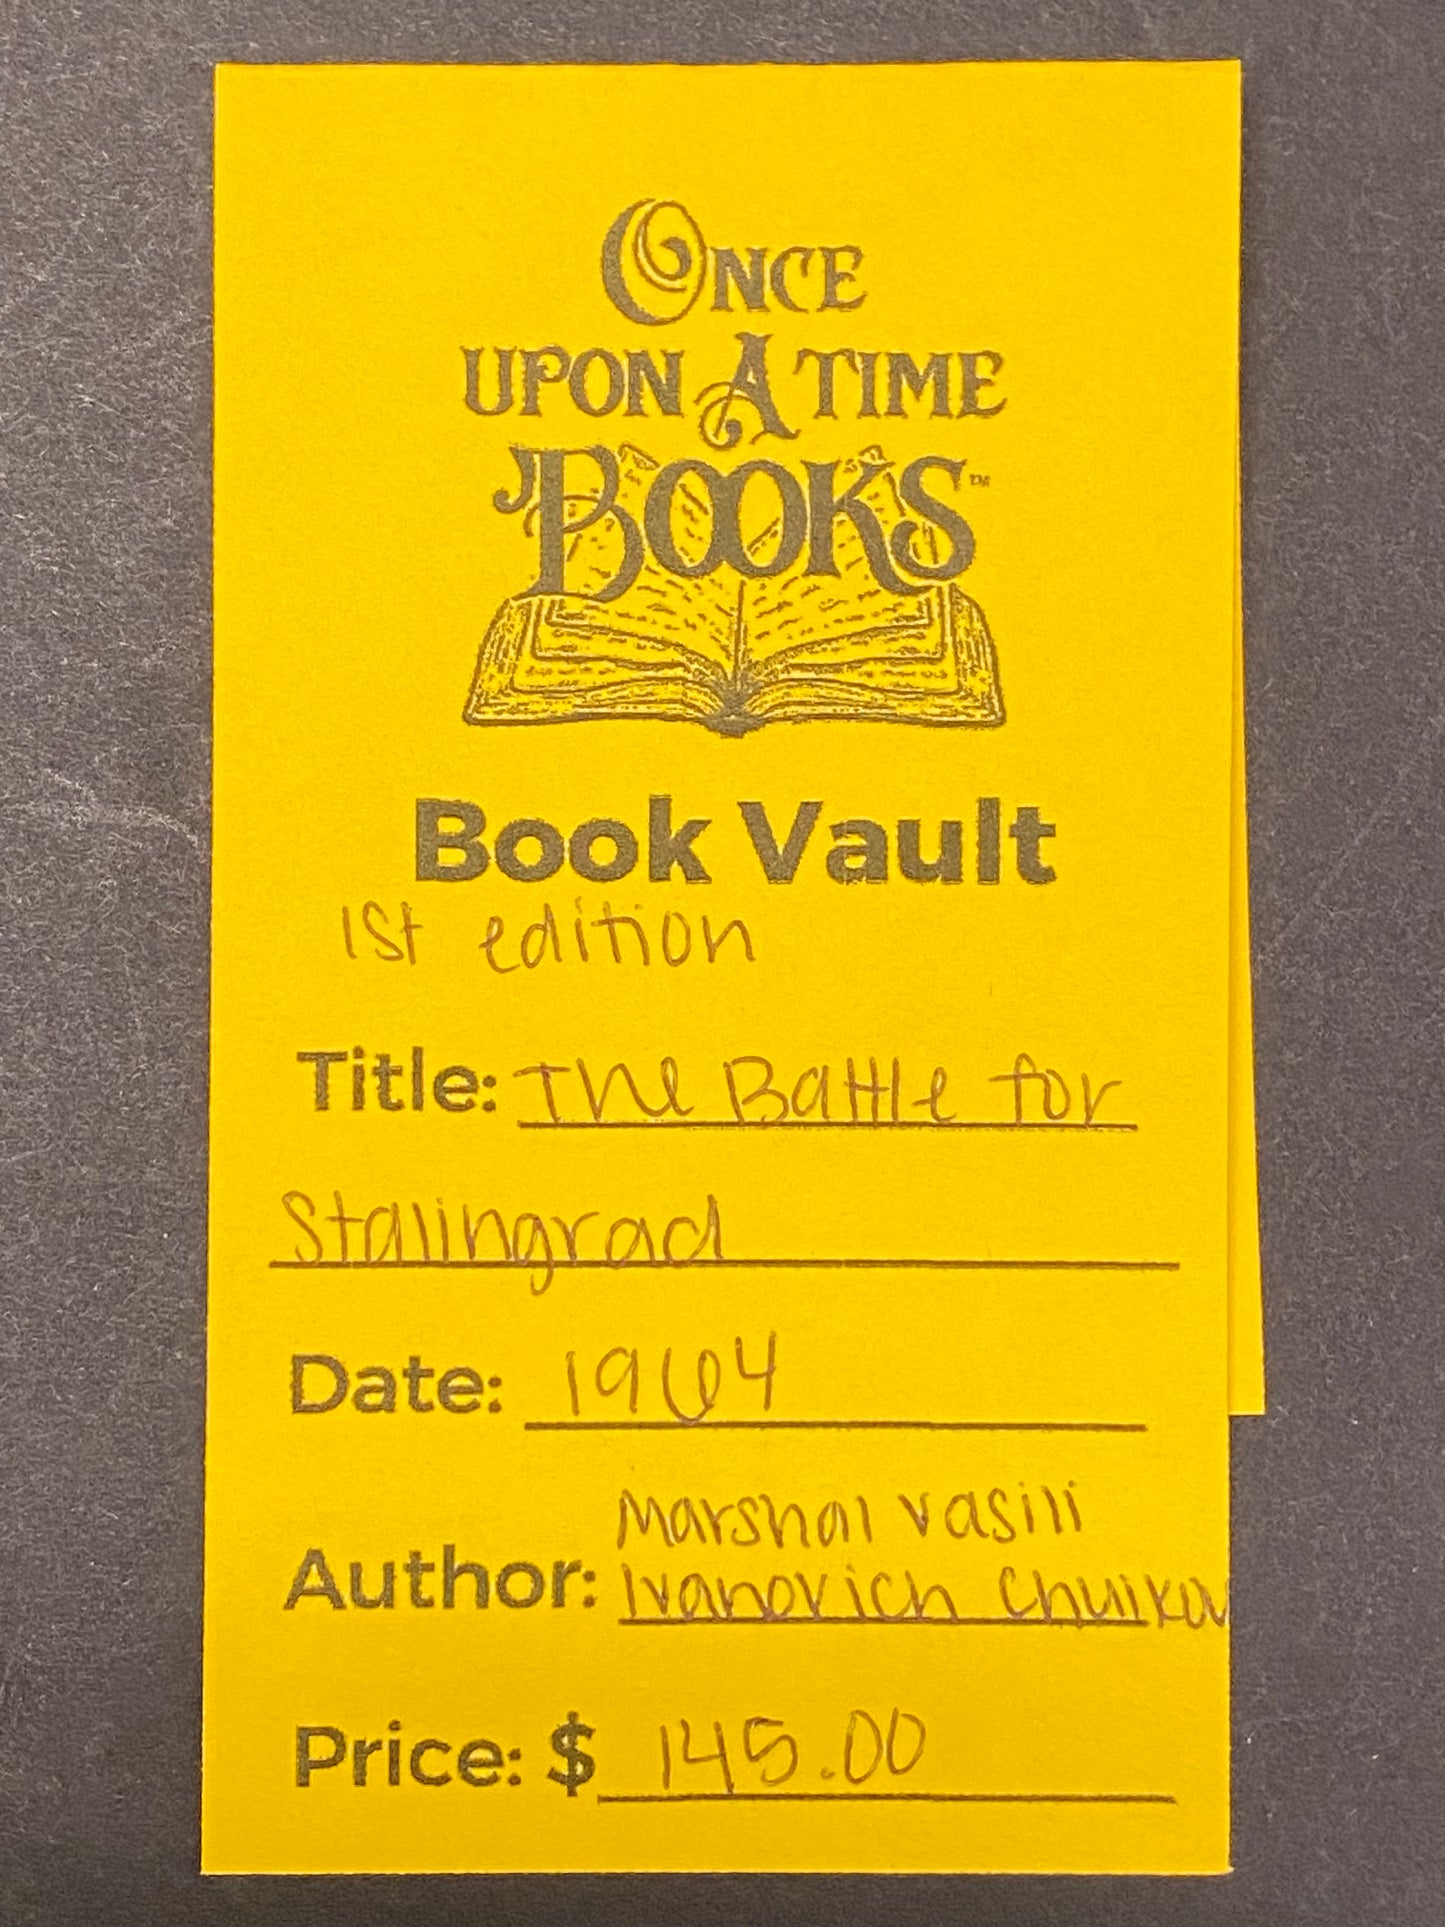 ONCE
UPON A TIME
BOOKS™
Book Vault
1st edition
Title: The Battle for
Stalingrad
Date: 1964
Marshal Vasili
Author: Ivanovich Chuikov
Price: $ 145.00